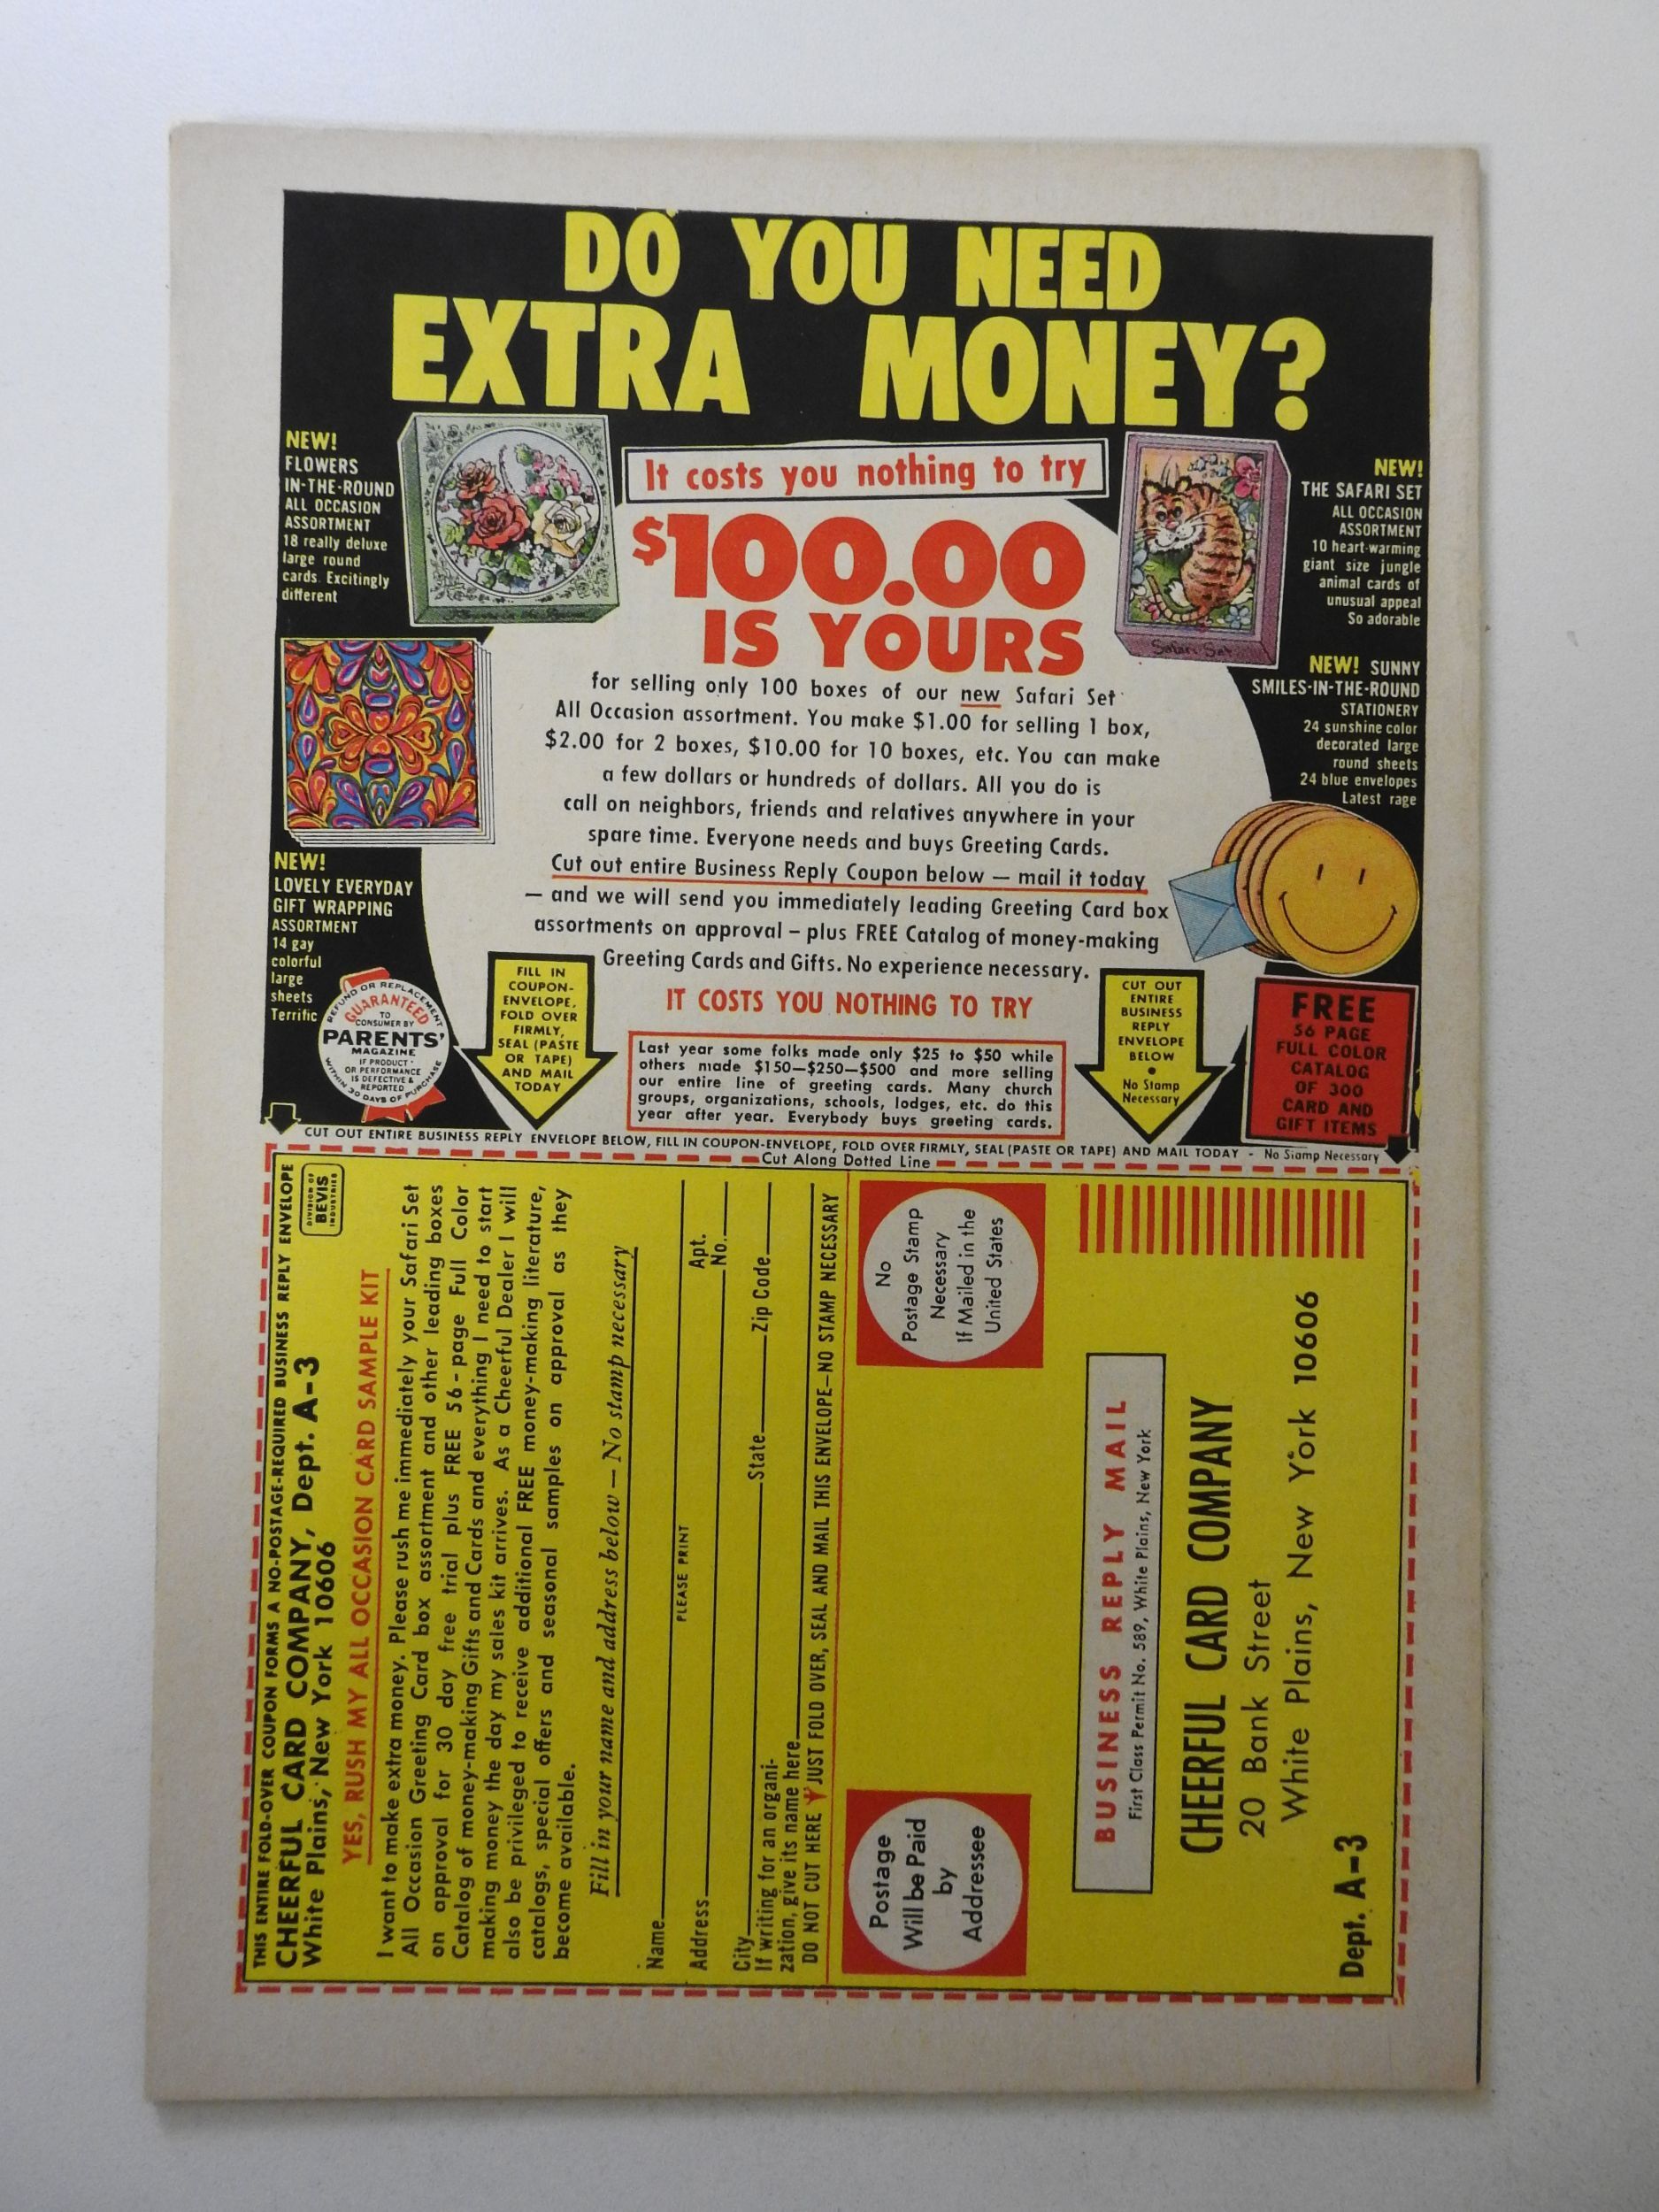 DO YOU NEED
EXTRA MONEY?
NEW!
FLOWERS
IN-THE-ROUND
ALL OCCASION
ASSORTMENT
18 really deluxe
large round
cards. Excitingly
different
It costs you nothing to try
$100.00
IS YOURS
Safari Set
NEW!
THE SAFARI SET
ALL OCCASION
ASSORTMENT
10 heart-warming
giant size jungle
animal cards of
unusual appeal
So adorable
for selling only 100 boxes of our new Safari Set
All Occasion assortment. You make $1.00 for selling 1 box,
$2.00 for 2 boxes, $10.00 for 10 boxes, etc. You can make
a few dollars or hundreds of dollars. All you do is
call on neighbors, friends and relatives anywhere in your
spare time. Everyone needs and buys Greeting Cards.
Cut out entire Business Reply Coupon below — mail it today
— and we will send you immediately leading Greeting Card box
assortments on approval – plus FREE Catalog of money-making
Greeting Cards and Gifts. No experience necessary.
IT COSTS YOU NOTHING TO TRY
NEW! SUNNY
SMILES-IN-THE-ROUND
STATIONERY
24 sunshine color
decorated large
round sheets
24 blue envelopes
Latest rage
NEW!
LOVELY EVERYDAY
GIFT WRAPPING
ASSORTMENT
14 gay
colorful
large
sheets
Terrific
REFUND OR REPLACEMENT
GUARANTEED
TO
CONSUMER BY
PARENTS'
MAGAZINE
IF PRODUCT
OR PERFORMANCE
IS DEFECTIVE &
REPORTED
WITHIN 30 DAYS OF PURCHASE
FILL IN
COUPON-
ENVELOPE,
FOLD OVER
FIRMLY,
SEAL (PASTE
OR TAPE)
AND MAIL
TODAY
Last year some folks made only $25 to $50 while
others made $150—$250—$500 and more selling
our entire line of greeting cards. Many church
groups, organizations, schools, lodges, etc. do this
year after year. Everybody buys greeting cards.
CUT OUT
ENTIRE
BUSINESS
REPLY
ENVELOPE
BELOW
•
No Stamp
Necessary
FREE
56 PAGE
FULL COLOR
CATALOG
OF 300
CARD AND
GIFT ITEMS
CUT OUT ENTIRE BUSINESS REPLY ENVELOPE BELOW, FILL IN COUPON-ENVELOPE, FOLD OVER FIRMLY, SEAL (PASTE OR TAPE) AND MAIL TODAY - No Stamp Necessary
Cut Along Dotted Line
THIS ENTIRE FOLD-OVER COUPON FORMS A NO-POSTAGE-REQUIRED BUSINESS REPLY ENVELOPE
CHEERFUL CARD COMPANY, Dept. A-3
White Plains, New York 10606
DIVISION OF
BEVIS
INDUSTRIES
YES, RUSH MY ALL OCCASION CARD SAMPLE KIT
I want to make extra money. Please rush me immediately your Safari Set
All Occasion Greeting Card box assortment and other leading boxes
on approval for 30 day free trial plus FREE 56-page Full Color
Catalog of money-making Gifts and Cards and everything I need to start
making money the day my sales kit arrives. As a Cheerful Dealer I will
also be privileged to receive additional FREE money-making literature,
catalogs, special offers and seasonal samples on approval as they
become available.
Fill in your name and address below — No stamp necessary
Name
PLEASE PRINT
Address Apt. No.
City State Zip Code
If writing for an organi-
zation, give its name here
DO NOT CUT HERE JUST FOLD OVER, SEAL AND MAIL THIS ENVELOPE—NO STAMP NECESSARY
Postage
Will be Paid
by
Addressee
No
Postage Stamp
Necessary
If Mailed in the
United States
BUSINESS REPLY MAIL
First Class Permit No. 589, White Plains, New York
CHEERFUL CARD COMPANY
20 Bank Street
White Plains, New York 10606
Dept. A-3